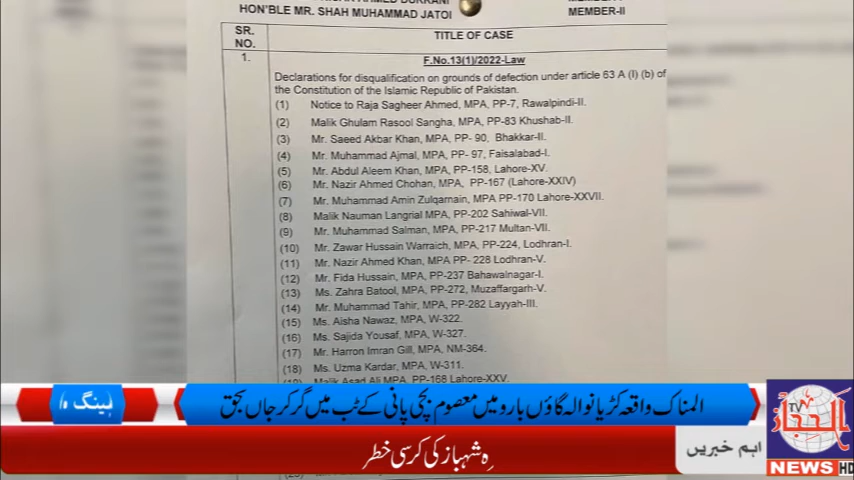 HON'BLE MR. SHAH MUHAMMAD JATOI
MEMBER-II
SR. NO.
TITLE OF CASE
1.
F.No.13(1)/2022-Law
Declarations for disqualification on grounds of defection under article 63 A (I) (b) of
the Constitution of the Islamic Republic of Pakistan.
(1) Notice to Raja Sagheer Ahmed, MPA, PP-7, Rawalpindi-II.
(2) Malik Ghulam Rasool Sangha, MPA, PP-83 Khushab-II.
(3) Mr. Saeed Akbar Khan, MPA, PP- 90, Bhakkar-II.
(4) Mr. Muhammad Ajmal, MPA, PP- 97, Faisalabad-I.
(5) Mr. Abdul Aleem Khan, MPA, PP-158, Lahore-XV.
(6) Mr. Nazir Ahmed Chohan, MPA, PP-167 (Lahore-XXIV)
(7) Mr. Muhammad Amin Zulqarnain, MPA PP-170 Lahore-XXVII.
(8) Malik Nauman Langrial MPA, PP-202 Sahiwal-VII.
(9) Mr. Muhammad Salman, MPA, PP-217 Multan-VII.
(10) Mr. Zawar Hussain Warraich, MPA, PP-224, Lodhran-I.
(11) Mr. Nazir Ahmed Khan, MPA PP- 228 Lodhran-V.
(12) Mr. Fida Hussain, MPA, PP-237 Bahawalnagar-I.
(13) Ms. Zahra Batool, MPA, PP-272, Muzaffargarh-V.
(14) Mr. Muhammad Tahir, MPA, PP-282 Layyah-III.
(15) Ms. Aisha Nawaz, MPA, W-322.
(16) Ms. Sajida Yousaf, MPA, W-327.
(17) Mr. Harron Imran Gill, MPA, NM-364.
(18) Ms. Uzma Kardar, MPA, W-311.
Malik Asad Ali MPA, PP-168 Lahore-XXV.
المناک واقعہ کڑیانوالہ گاؤں بارو میں معصوم بچی پانی کے ٹب میں گر کر جاں بحق
ہ شہباز کی کرسی خطر
اہم خبریں
TV
الحجاز
NEWS HD